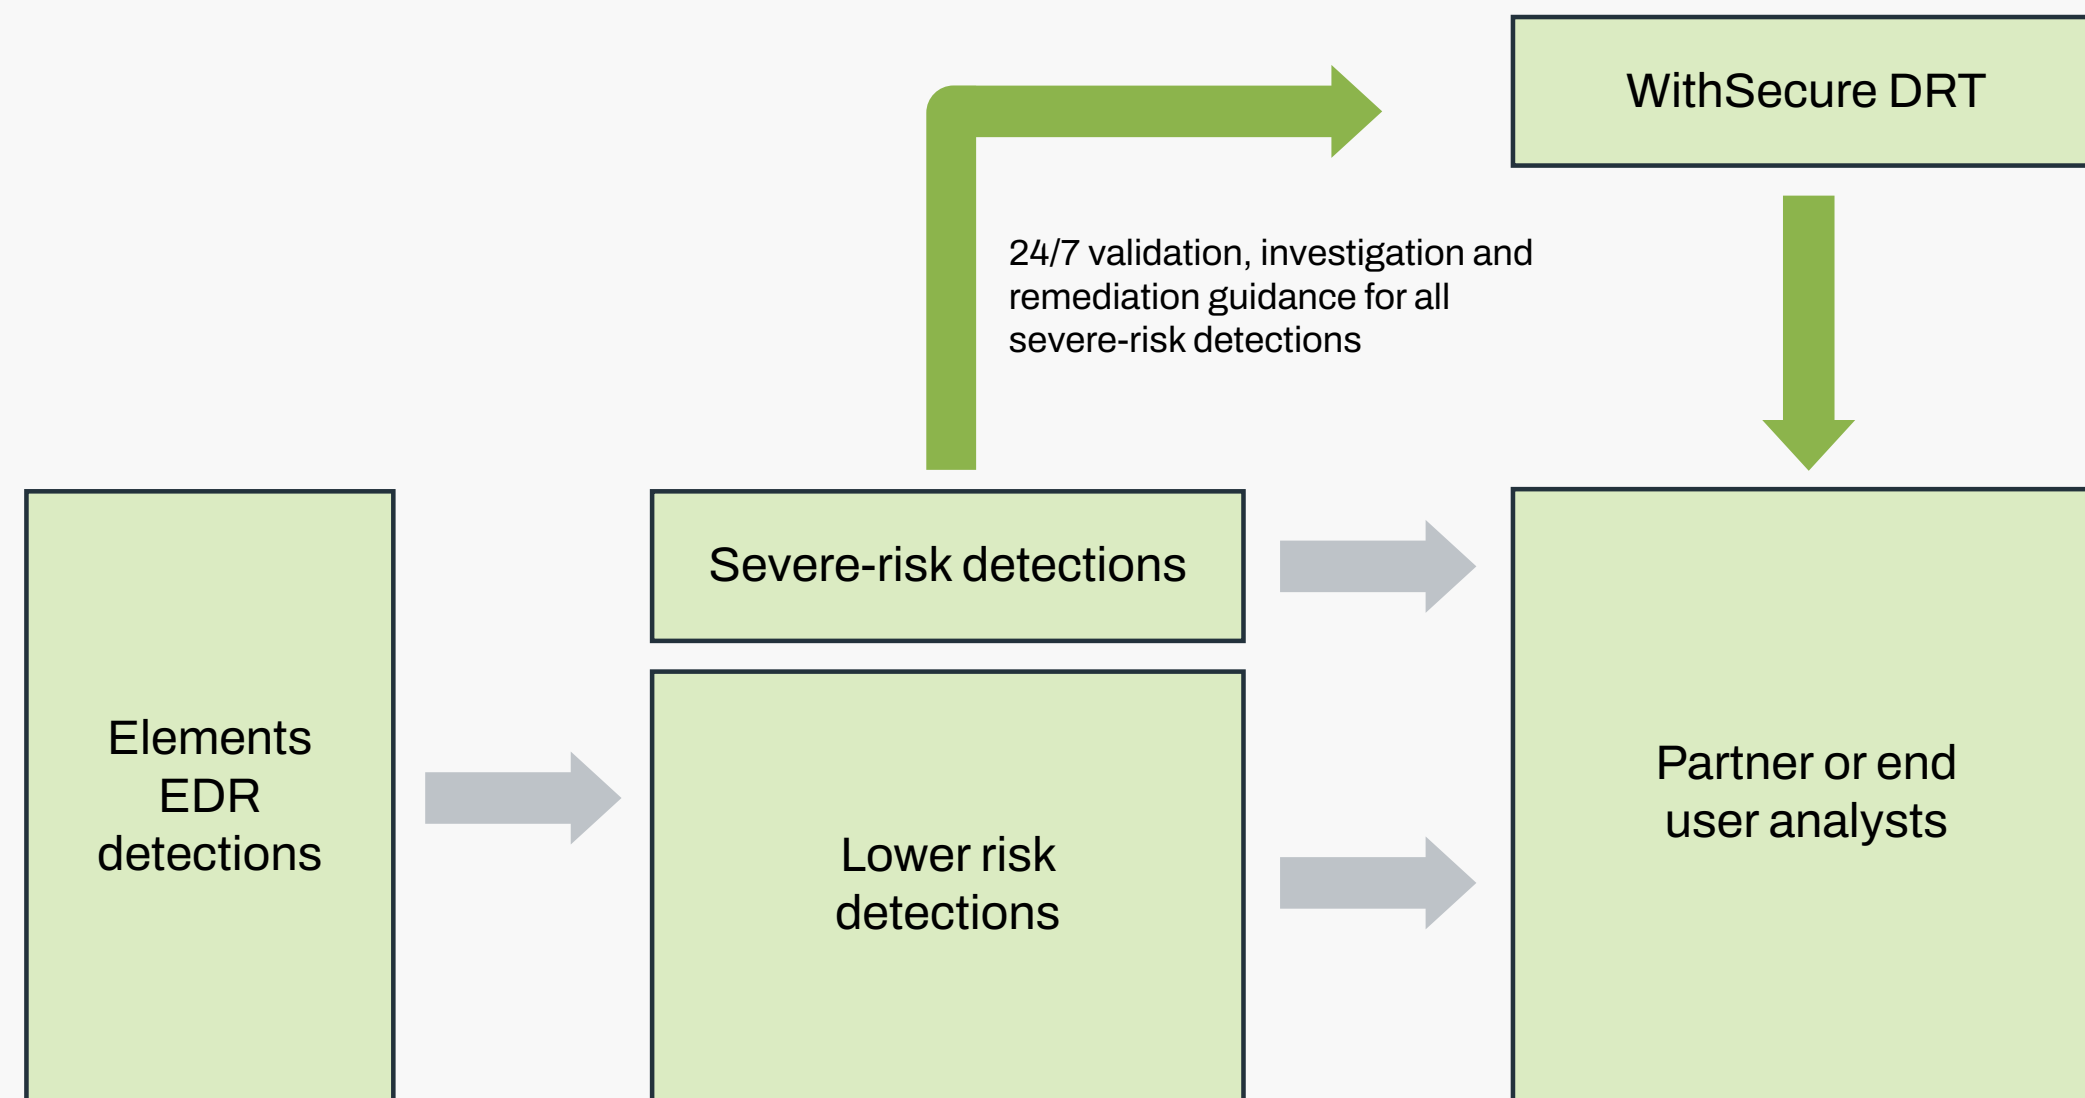 WithSecure DRT
24/7 validation, investigation and
remediation guidance for all
severe-risk detections
Severe-risk detections
Elements
EDR
detections
Lower risk
detections
Partner or end
user analysts